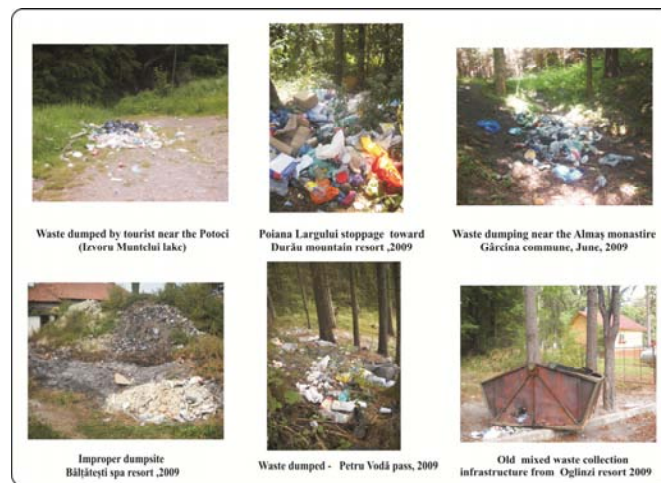 Waste dumped by tourist near the Potoci
(Izvoru Muntelui lake)
Poiana Largului stoppage toward
Durău mountain resort ,2009
Waste dumping near the Almaş monastire
Gârcina commune, June, 2009
Improper dumpsite
Bălţăteşti spa resort ,2009
Waste dumped - Petru Vodă pass, 2009
Old mixed waste collection
infrastructure from Oglinzi resort 2009